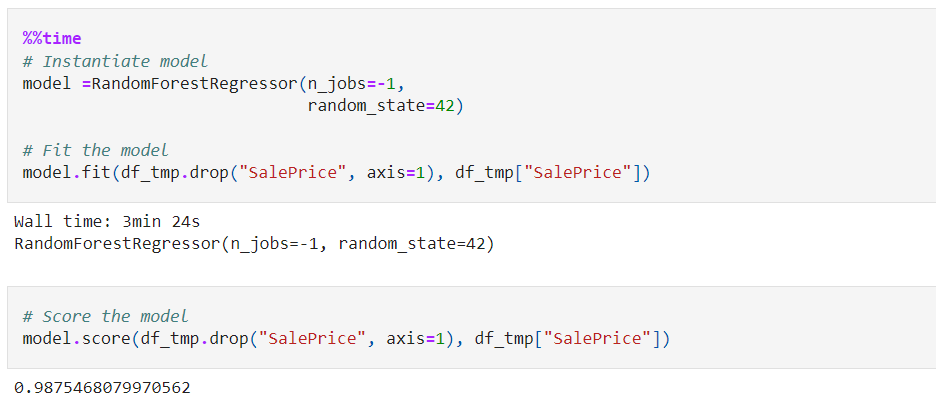 %%time
# Instantiate model
model =RandomForestRegressor(n_jobs=-1,
random_state=42)
# Fit the model
model.fit(df_tmp.drop("SalePrice", axis=1), df_tmp["SalePrice"])
Wall time: 3min 24s
RandomForestRegressor(n_jobs=-1, random_state=42)
# Score the model
model.score(df_tmp.drop("SalePrice", axis=1), df_tmp["SalePrice"])
0.9875468079970562